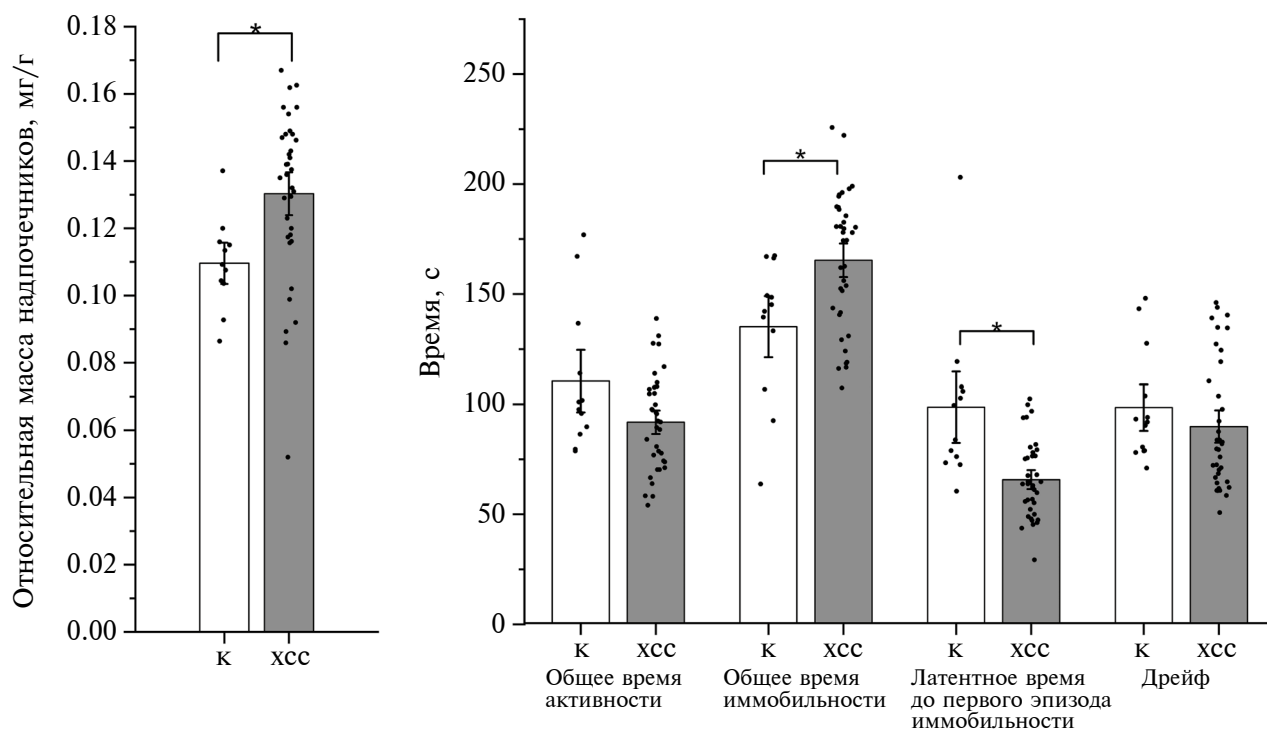 Относительная масса надпочечников, мг/г
0.18
0.16
0.14
0.12
0.10
0.08
0.06
0.04
0.02
0.00
*
К ХСС
Время, с
250
200
150
100
50
0
*
*
К ХСС К ХСС К ХСС К ХСС
Общее время
активности
Общее время
иммобильности
Латентное время
до первого эпизода
иммобильности
Дрейф